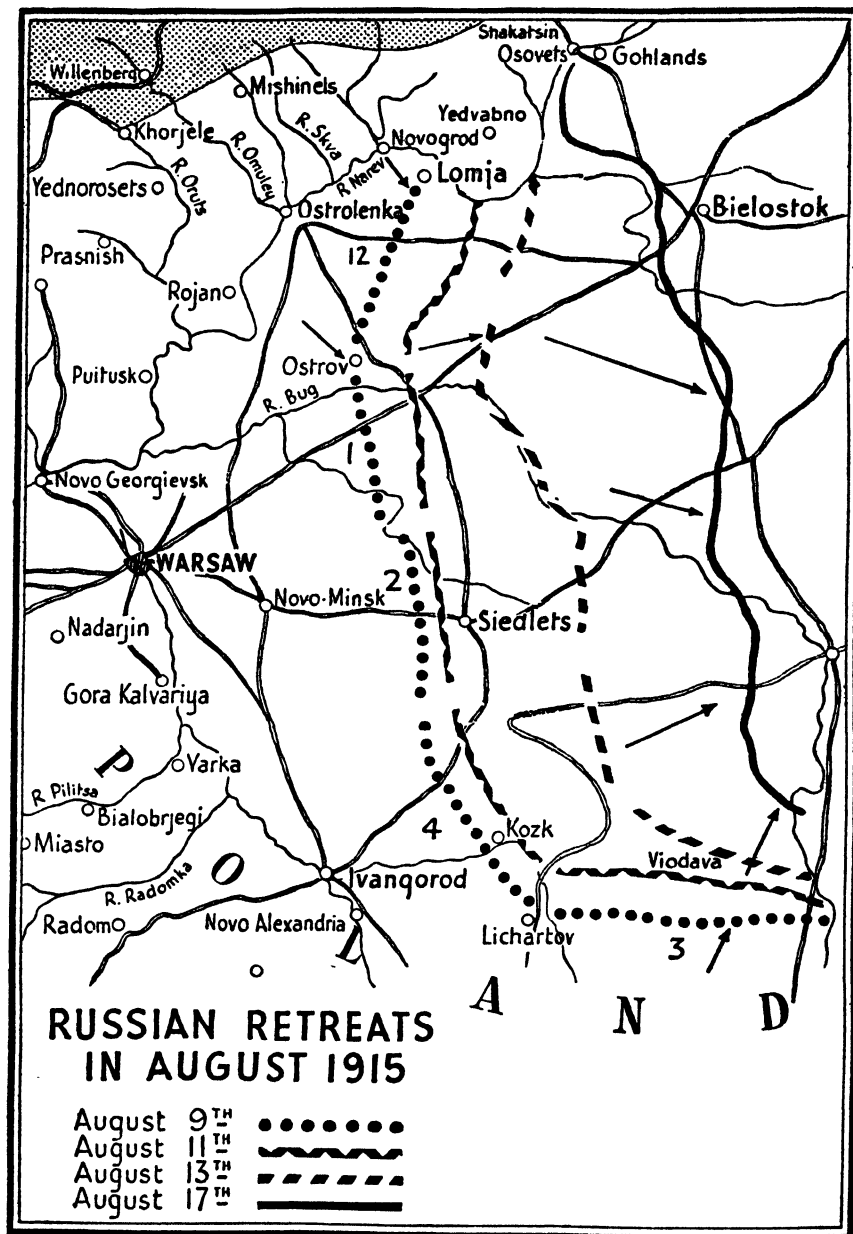 Shakatsin
Osovets
Gohlands
Willenberg
Mishinels
Yedvabno
Khorjele
R. Skva
Novogrod
R. Omuley
R. Oruts
R Narev
Lomja
Yednorosets
Ostrolenka
Bielostok
Prasnish
12
Rojan
Ostrov
Puitusk
R. Bug
1
Novo Georgievsk
WARSAW
2
Novo-Minsk
Siedlets
Nadarjin
Gora Kalvariya
P
Varka
R Pilitsa
Bialobrjegi
4
Kozk
Miasto
Viodava
O
Ivangorod
R. Radomka
Radom
Novo Alexandria
Lichartov
3
L
A
N
D
RUSSIAN RETREATS
IN AUGUST 1915
August 9TH
August 11TH
August 13TH
August 17TH